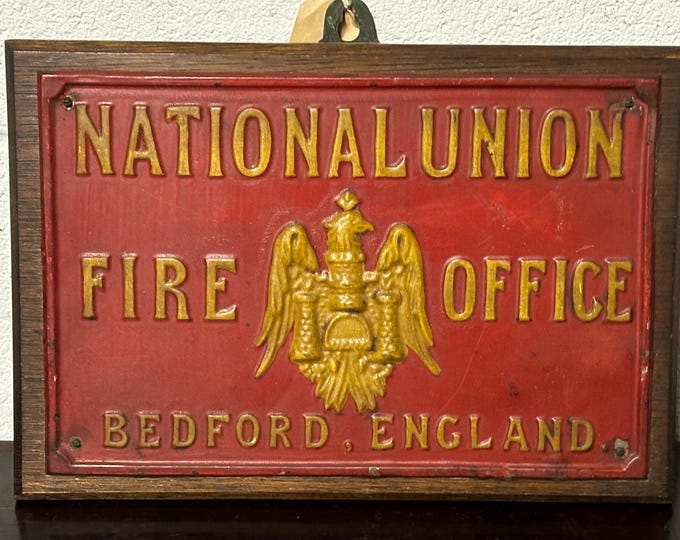 NATIONAL UNION
FIRE OFFICE
BEDFORD, ENGLAND.